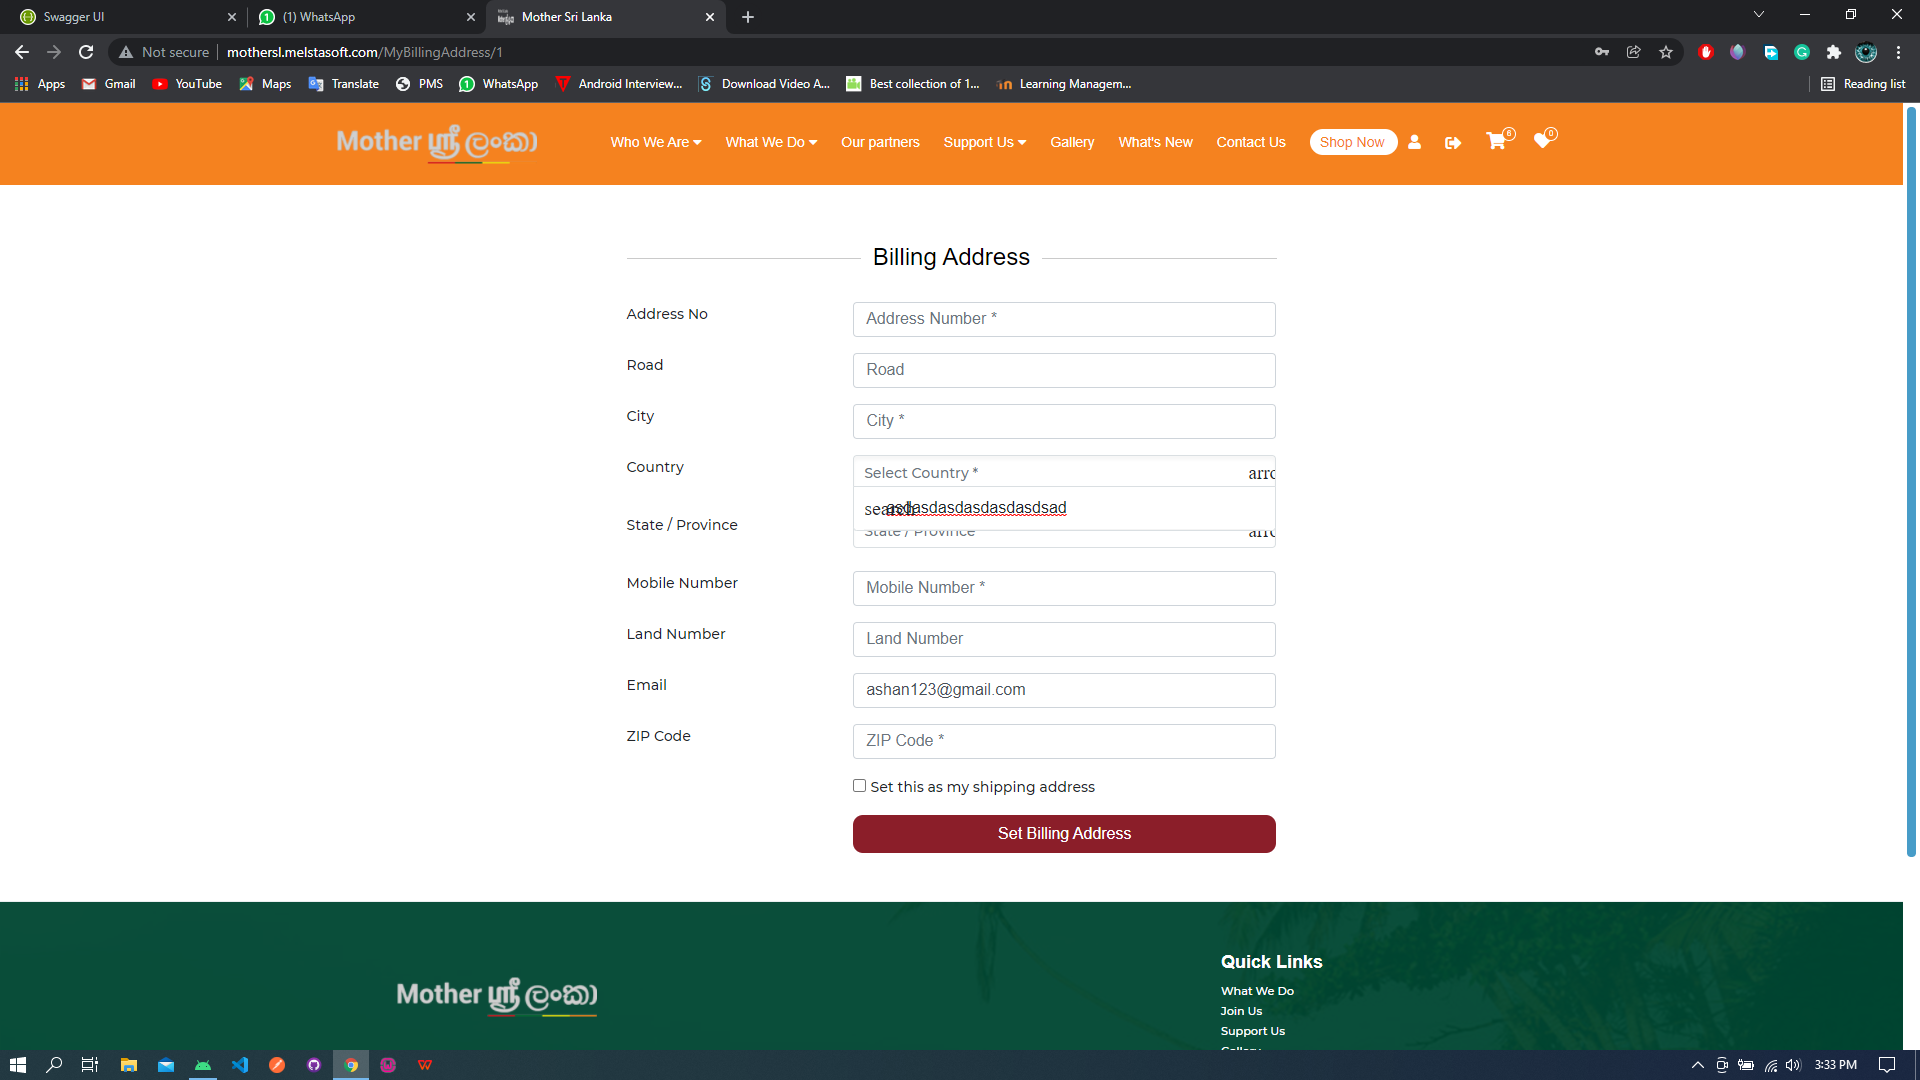 Swagger UI
(1) WhatsApp
Mother Sri Lanka
Not secure
mothersl.melstasoft.com/MyBillingAddress/1
Apps
Gmail
YouTube
Maps
Translate
PMS
WhatsApp
Android Interview...
Download Video A...
Best collection of 1...
Learning Managem...
Reading list
Mother ශ්‍රී ලංකා
Who We Are
What We Do
Our partners
Support Us
Gallery
What's New
Contact Us
Shop Now
6
0
Billing Address
Address No
Address Number *
Road
Road
City
City *
Country
Select Country *
arro
search
asdasdasdasdasdasdsad
State / Province
State / Province
arro
Mobile Number
Mobile Number *
Land Number
Land Number
Email
ashan123@gmail.com
ZIP Code
ZIP Code *
Set this as my shipping address
Set Billing Address
Mother ශ්‍රී ලංකා
Quick Links
What We Do
Join Us
Support Us
Gallery
3:33 PM